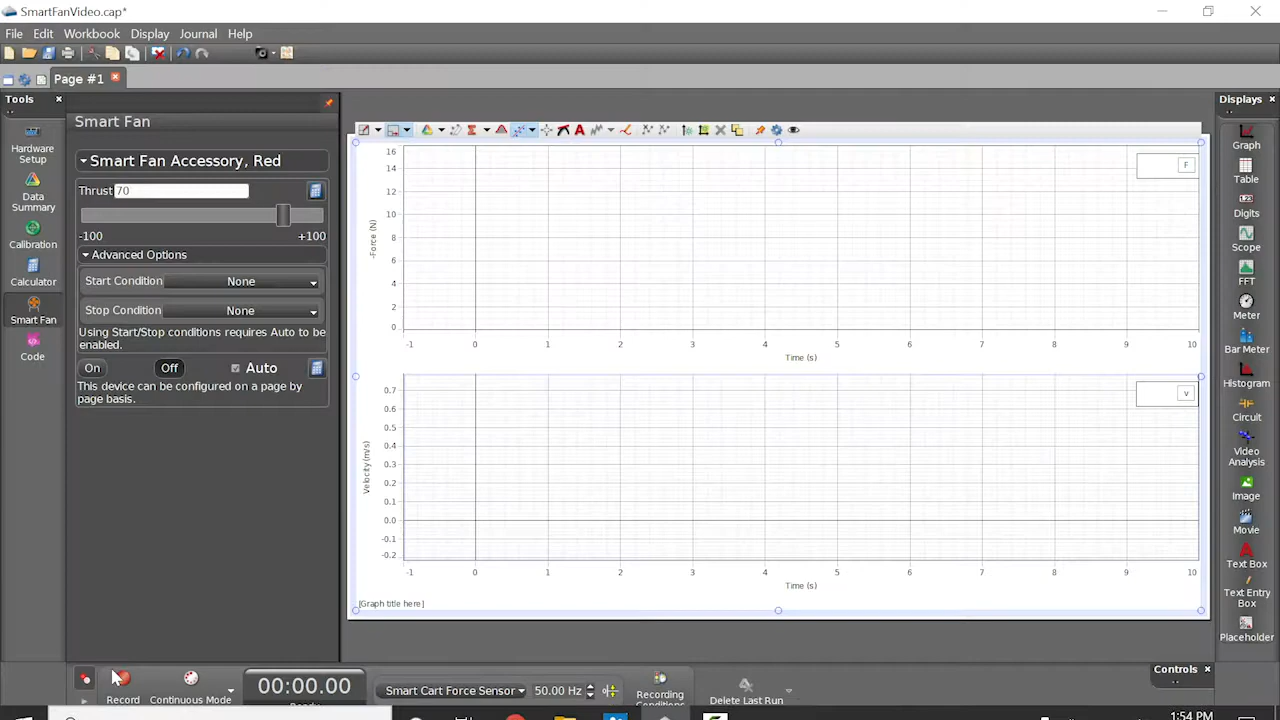 SmartFanVideo.cap*
File Edit Workbook Display Journal Help
Page #1
Tools
Hardware
Setup
Data
Summary
Calibration
Calculator
Smart Fan
Code
Smart Fan
Smart Fan Accessory, Red
Thrust 70
-100 +100
Advanced Options
Start Condition None
Stop Condition None
Using Start/Stop conditions requires Auto to be
enabled.
On Off Auto
This device can be configured on a page by
page basis.
F
-Force (N)
16
14
12
10
8
6
4
2
0
-1 0 1 2 3 4 5 6 7 8 9 10
Time (s)
v
Velocity (m/s)
0.7
0.6
0.5
0.4
0.3
0.2
0.1
0.0
-0.1
-0.2
-1 0 1 2 3 4 5 6 7 8 9 10
Time (s)
[Graph title here]
Displays
Graph
Table
Digits
Scope
FFT
Meter
Bar Meter
Histogram
Circuit
Video
Analysis
Image
Movie
Text Box
Text Entry
Box
Placeholder
Record
Continuous Mode
00:00.00
Smart Cart Force Sensor 50.00 Hz
Recording
Conditions
Delete Last Run
Controls
1:54 PM